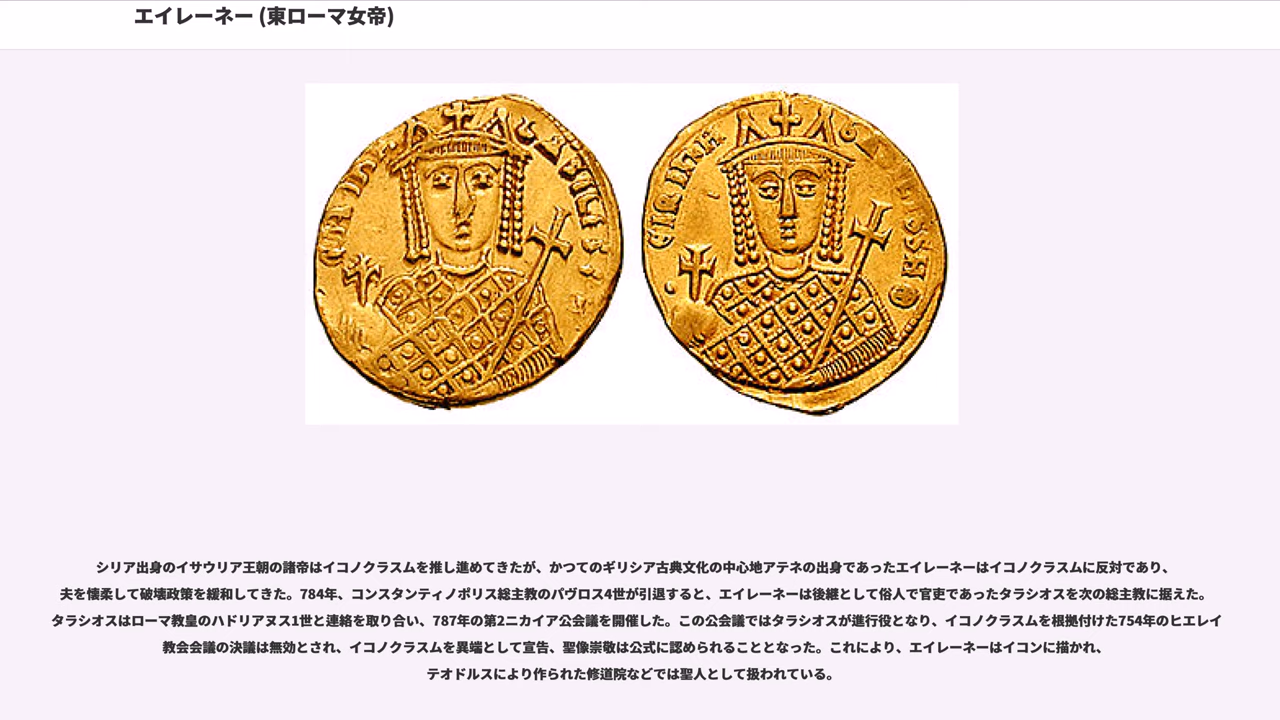 エイレーネー (東ローマ女帝)
シリア出身のイサウリア王朝の諸帝はイコノクラスムを推し進めてきたが、かつてのギリシア古典文化の中心地アテネの出身であったエイレーネーはイコノクラスムに反対であり、
夫を懐柔して破壊政策を緩和してきた。784年、コンスタンティノポリス総主教のパヴロス4世が引退すると、エイレーネーは後継として俗人で官吏であったタラシオスを次の総主教に据えた。
タラシオスはローマ教皇のハドリアヌス1世と連絡を取り合い、787年の第2ニカイア公会議を開催した。この公会議ではタラシオスが進行役となり、イコノクラスムを根拠付けた754年のヒエレイ
教会会議の決議は無効とされ、イコノクラスムを異端として宣告、聖像崇敬は公式に認められることとなった。これにより、エイレーネーはイコンに描かれ、
テオドルスにより作られた修道院などでは聖人として扱われている。